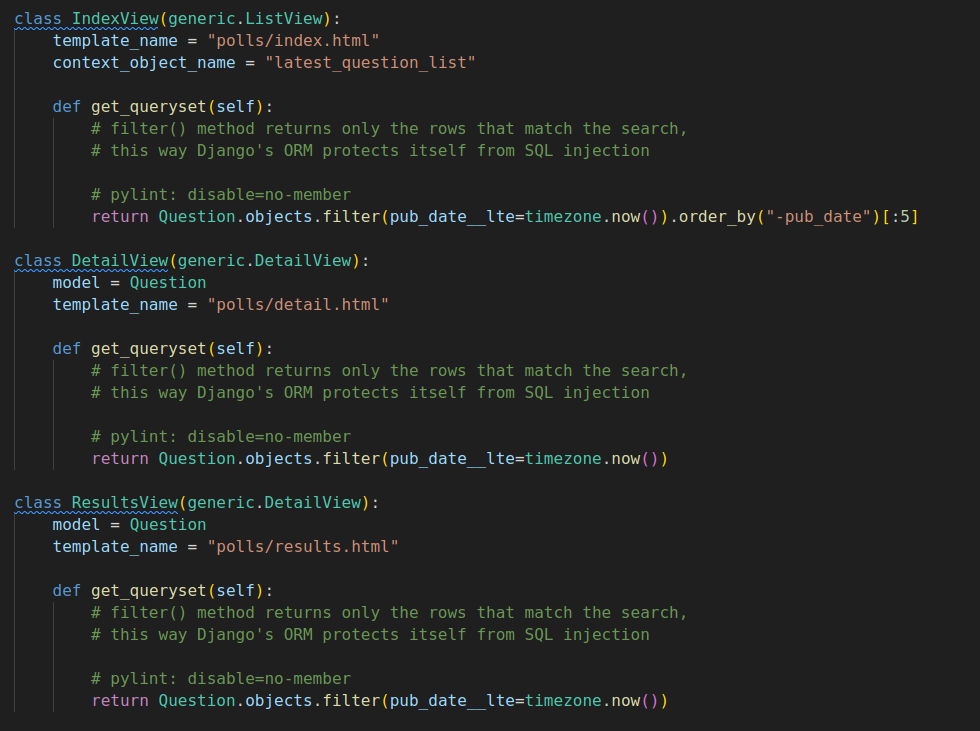 class IndexView(generic.ListView):
    template_name = "polls/index.html"
    context_object_name = "latest_question_list"

    def get_queryset(self):
        # filter() method returns only the rows that match the search,
        # this way Django's ORM protects itself from SQL injection

        # pylint: disable=no-member
        return Question.objects.filter(pub_date__lte=timezone.now()).order_by("-pub_date")[:5]

class DetailView(generic.DetailView):
    model = Question
    template_name = "polls/detail.html"

    def get_queryset(self):
        # filter() method returns only the rows that match the search,
        # this way Django's ORM protects itself from SQL injection

        # pylint: disable=no-member
        return Question.objects.filter(pub_date__lte=timezone.now())

class ResultsView(generic.DetailView):
    model = Question
    template_name = "polls/results.html"

    def get_queryset(self):
        # filter() method returns only the rows that match the search,
        # this way Django's ORM protects itself from SQL injection

        # pylint: disable=no-member
        return Question.objects.filter(pub_date__lte=timezone.now())